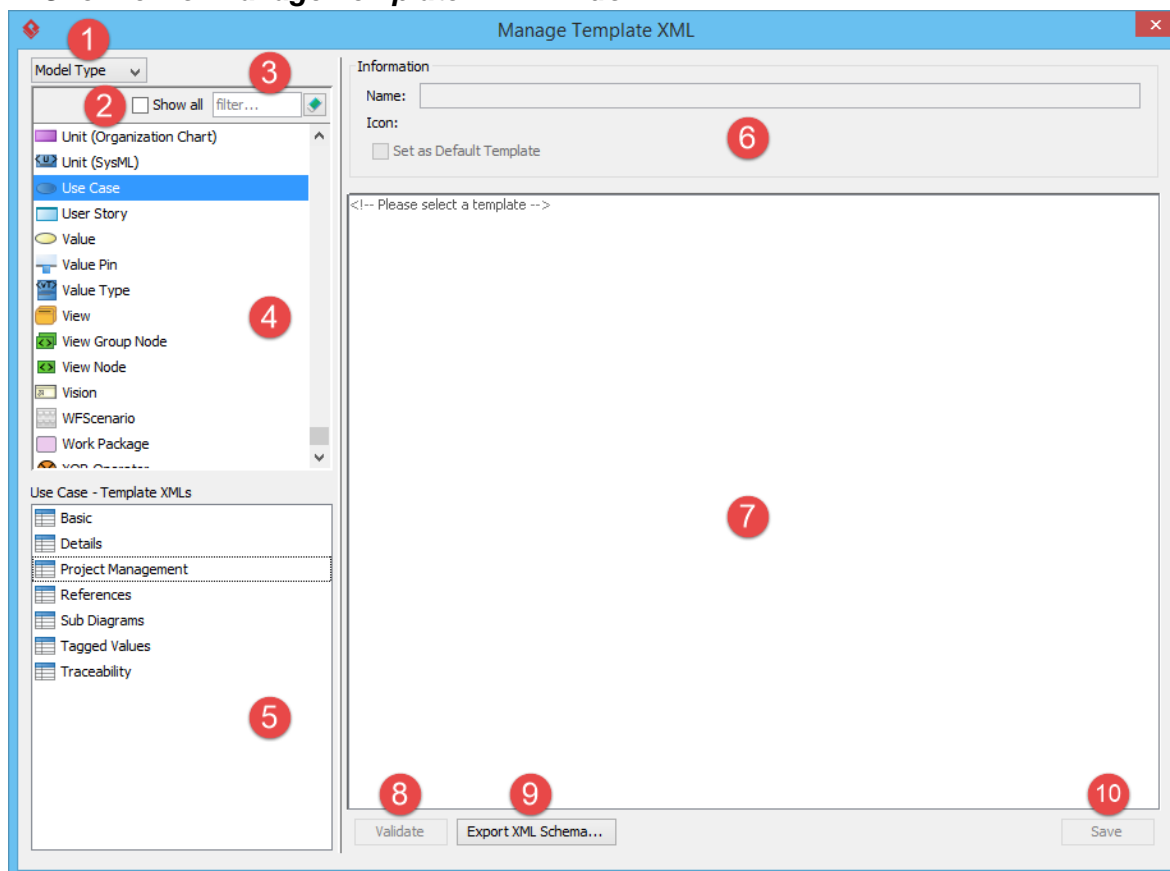 Manage Template XML
1
Model Type
3
2
Show all
filter...
Unit (Organization Chart)
Unit (SysML)
Use Case
User Story
Value
Value Pin
Value Type
View
4
View Group Node
View Node
Vision
WFScenario
Work Package
Use Case - Template XMLs
Basic
Details
Project Management
References
Sub Diagrams
Tagged Values
Traceability
5
Information
Name:
Icon:
6
Set as Default Template
<!-- Please select a template -->
7
8
9
10
Validate
Export XML Schema...
Save